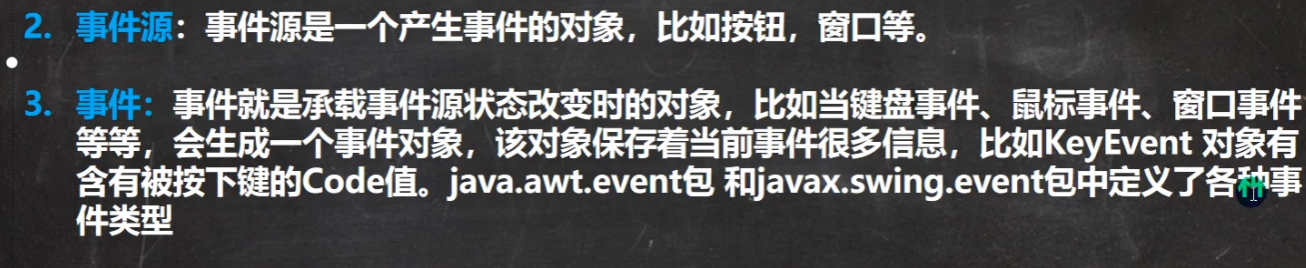 2. 事件源：事件源是一个产生事件的对象，比如按钮，窗口等。
3. 事件：事件就是承载事件源状态改变时的对象，比如当键盘事件、鼠标事件、窗口事件
等等，会生成一个事件对象，该对象保存着当前事件很多信息，比如KeyEvent 对象有
含有被按下键的Code值。java.awt.event包 和javax.swing.event包中定义了各种事
件类型